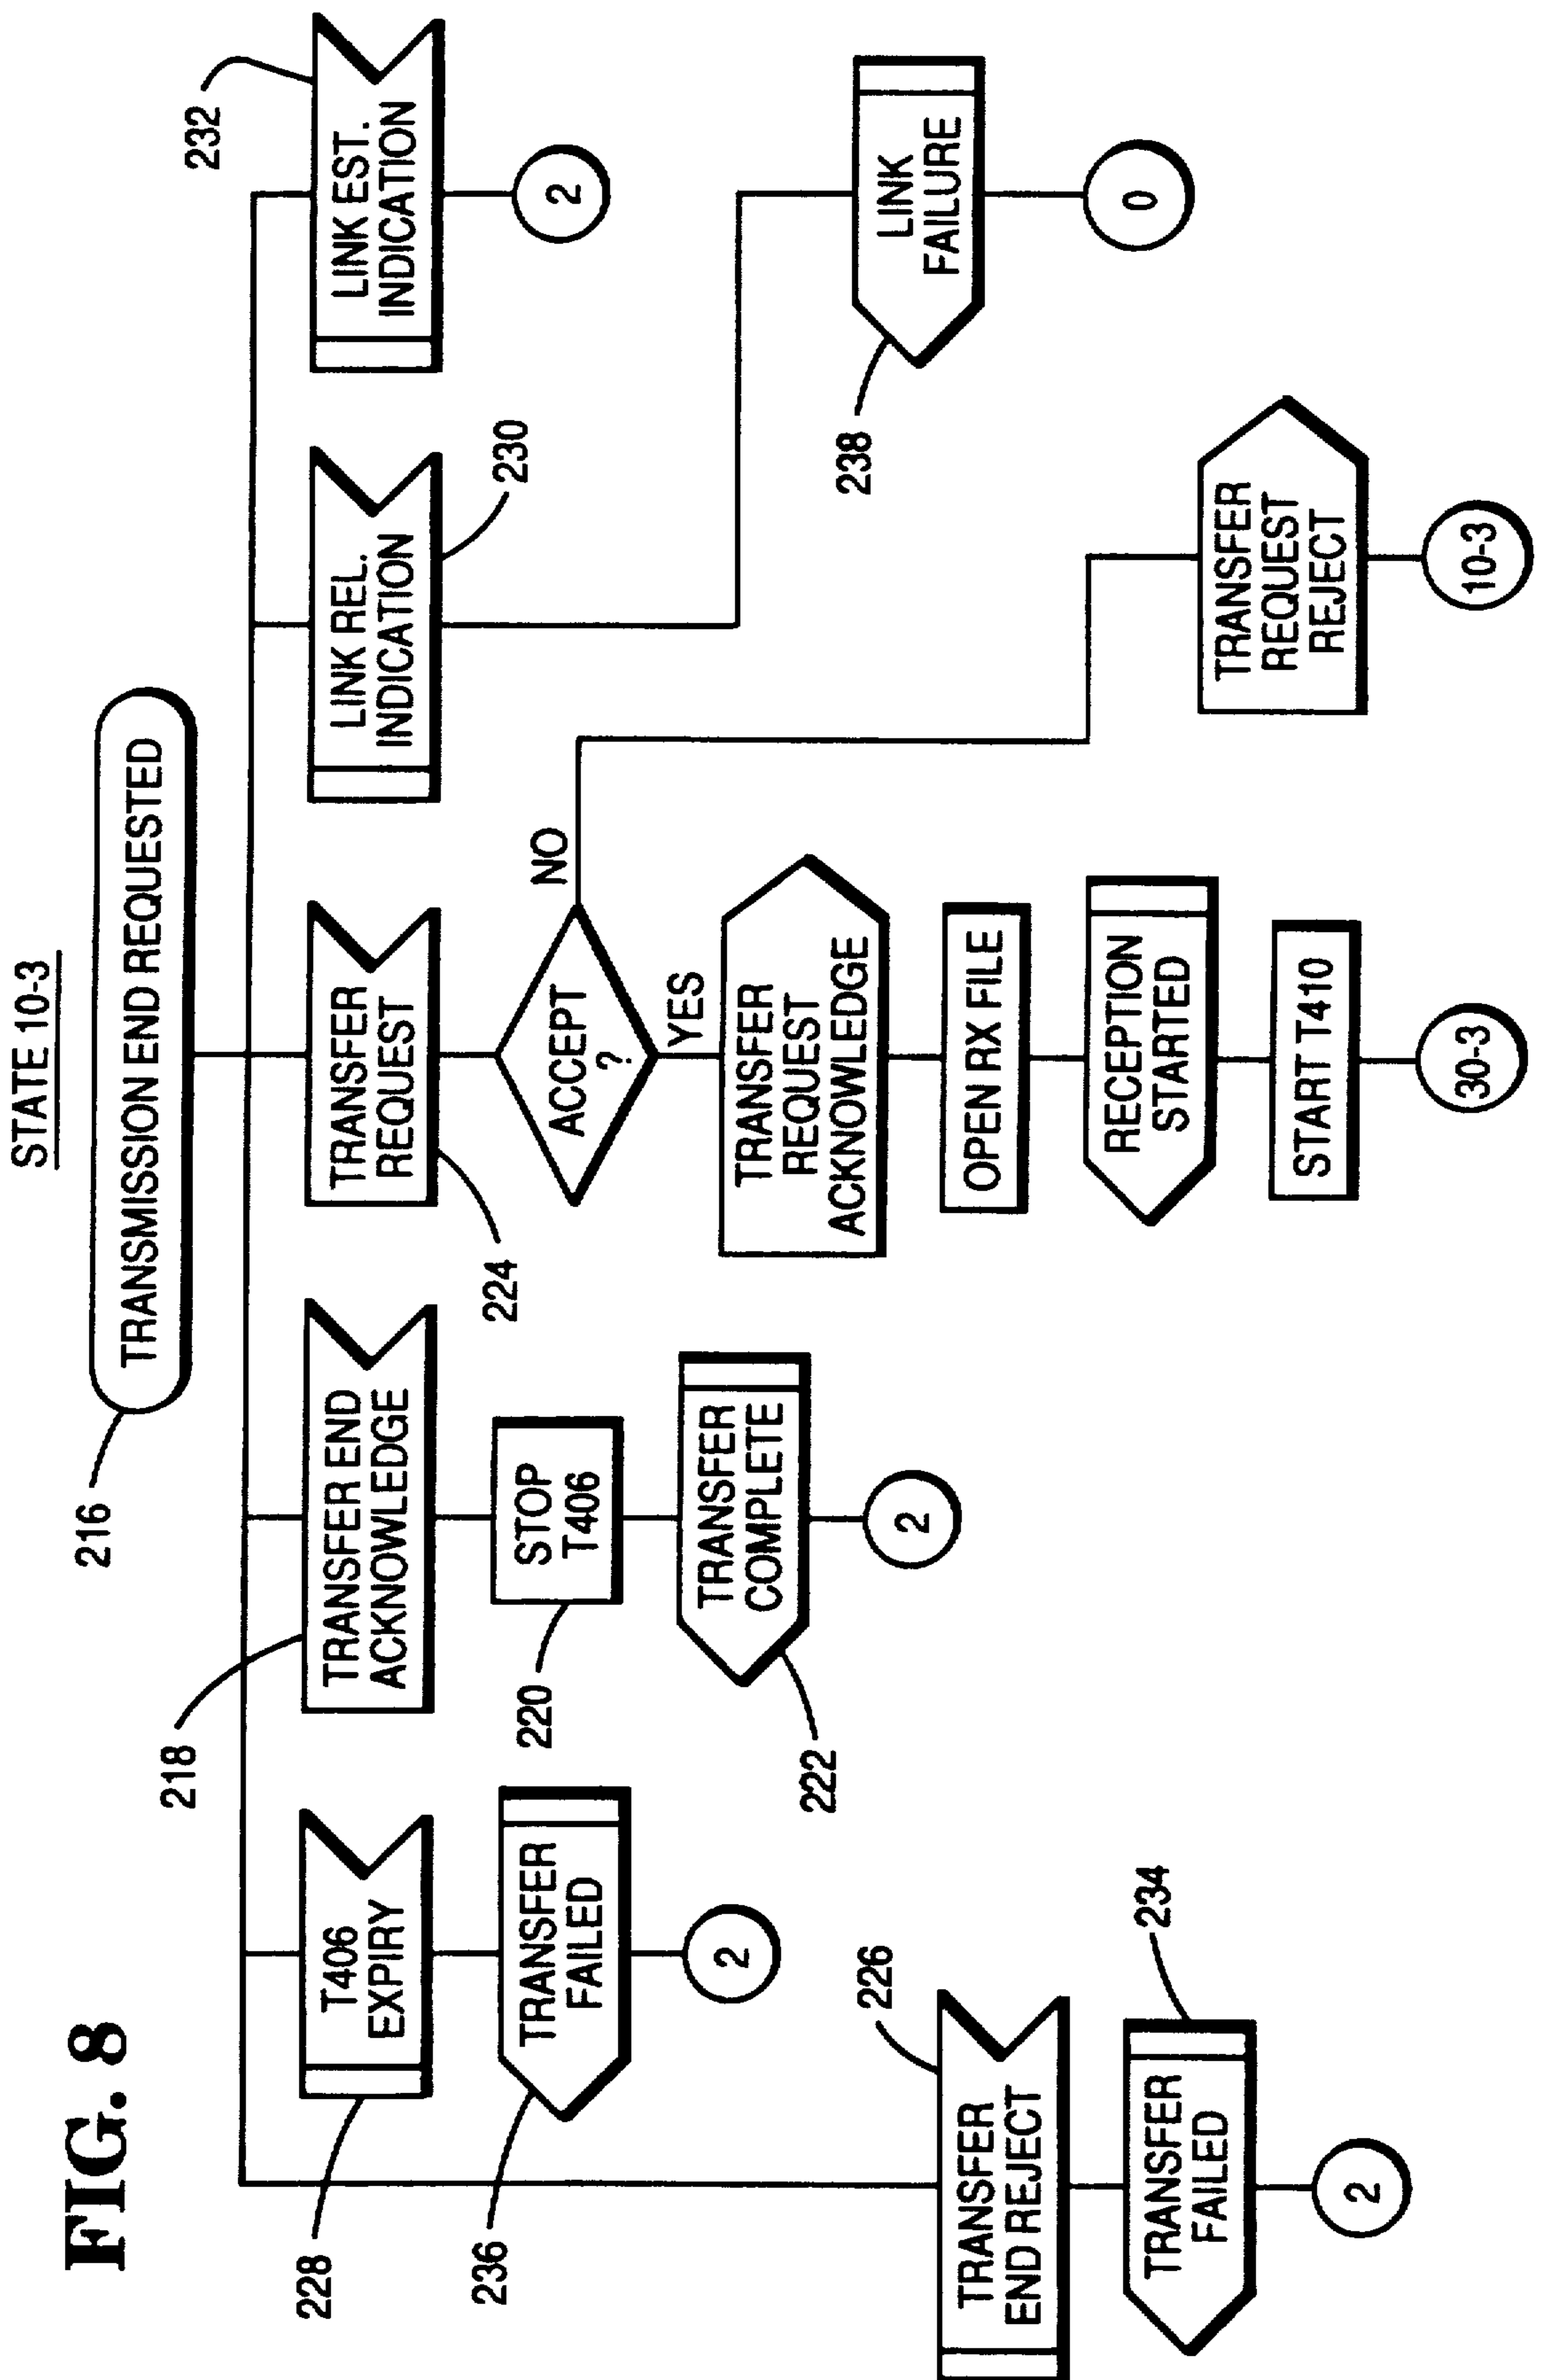 FIG. 8
STATE 10-3
216
TRANSMISSION END REQUESTED
228
T406
EXPIRY
236
TRANSFER
FAILED
2
226
TRANSFER
END REJECT
234
TRANSFER
FAILED
2
218
TRANSFER END
ACKNOWLEDGE
220
STOP
T406
222
TRANSFER
COMPLETE
2
224
TRANSFER
REQUEST
ACCEPT
?
NO
YES
TRANSFER
REQUEST
ACKNOWLEDGE
OPEN RX FILE
RECEPTION
STARTED
START T410
30-3
TRANSFER
REQUEST
REJECT
10-3
230
LINK REL.
INDICATION
238
LINK
FAILURE
0
232
LINK EST.
INDICATION
2